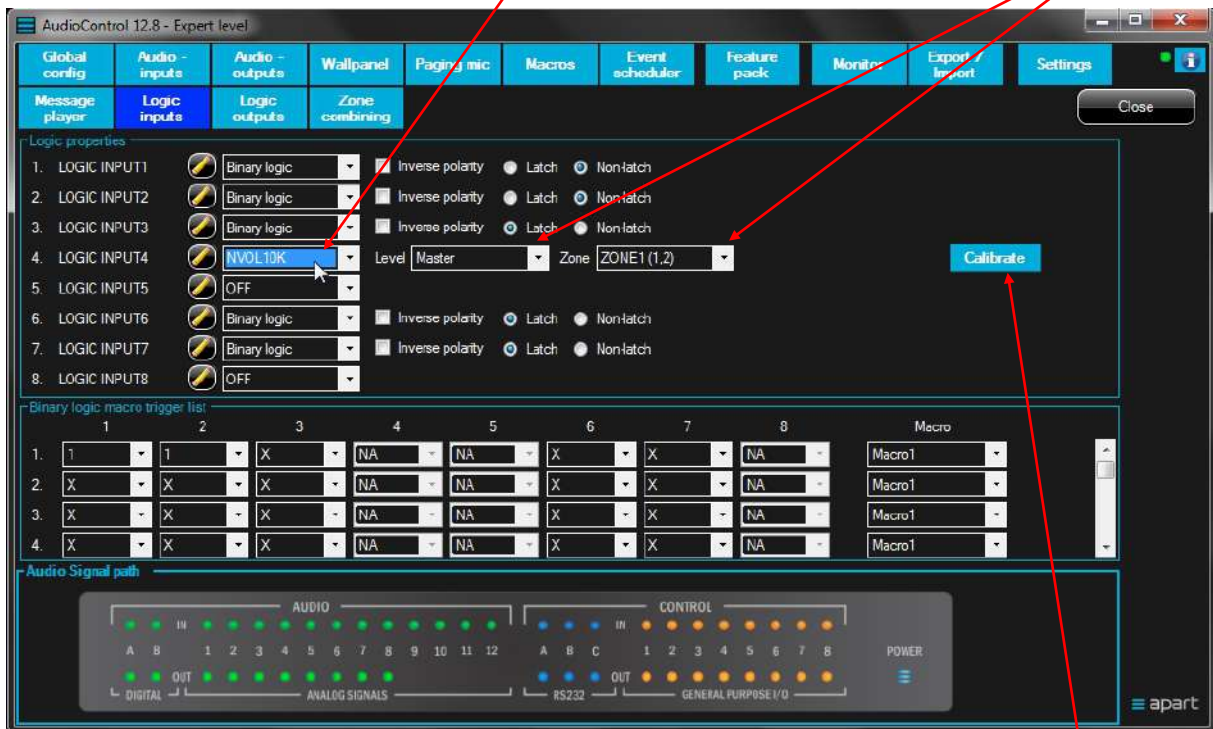 AudioControl 12.8 - Expert level
Global config Audio - inputs Audio - outputs Wallpanel Paging mic Macros Event scheduler Feature pack Monitor Export / Import Settings
Message player Logic inputs Logic outputs Zone combining Close
Logic properties
1. LOGIC INPUT1 Binary logic Inverse polarity Latch Non-latch
2. LOGIC INPUT2 Binary logic Inverse polarity Latch Non-latch
3. LOGIC INPUT3 Binary logic Inverse polarity Latch Non-latch
4. LOGIC INPUT4 NVOL10K Level Master Zone ZONE1 (1,2) Calibrate
5. LOGIC INPUT5 OFF
6. LOGIC INPUT6 Binary logic Inverse polarity Latch Non-latch
7. LOGIC INPUT7 Binary logic Inverse polarity Latch Non-latch
8. LOGIC INPUT8 OFF
Binary logic macro trigger list
1 2 3 4 5 6 7 8 Macro
1. 1 1 X NA NA X X NA Macro1
2. X X X NA NA X X NA Macro1
3. X X X NA NA X X NA Macro1
4. X X X NA NA X X NA Macro1
Audio Signal path
AUDIO CONTROL
IN IN
A B 1 2 3 4 5 6 7 8 9 10 11 12 A B C 1 2 3 4 5 6 7 8 POWER
OUT OUT
DIGITAL ANALOG SIGNALS RS232 GENERAL PURPOSE I/O
apart